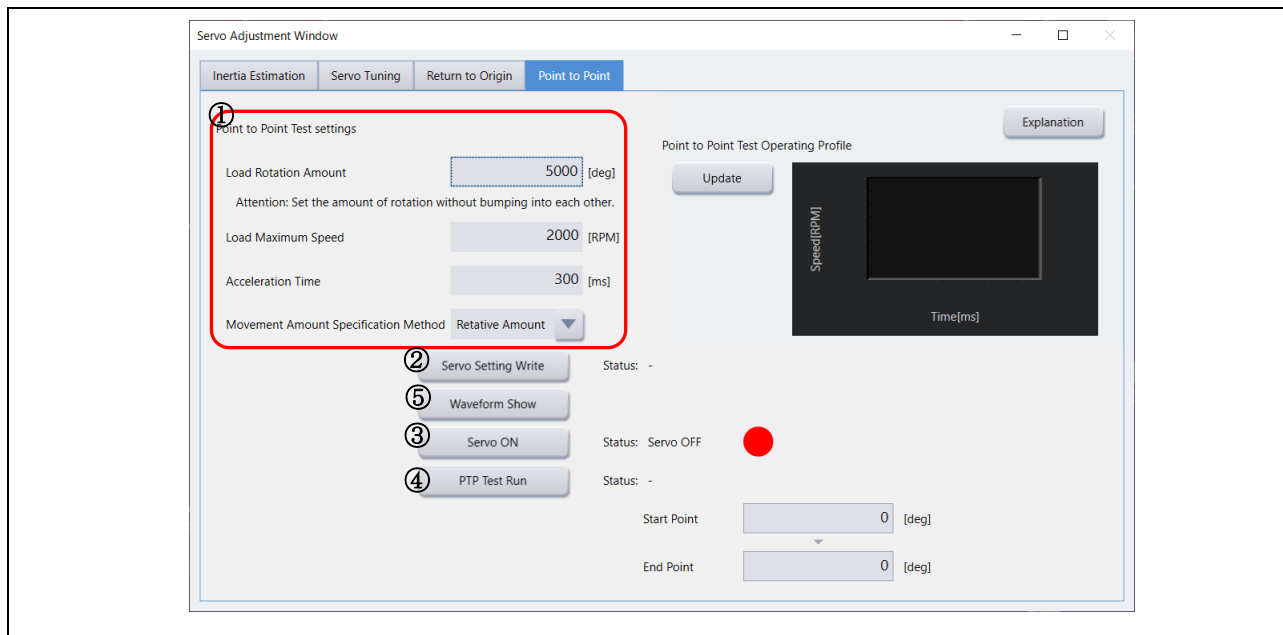 Servo Adjustment Window
Inertia Estimation Servo Tuning Return to Origin Point to Point
①
Point to Point Test settings
Explanation
Point to Point Test Operating Profile
Load Rotation Amount 5000 [deg]
Update
Attention: Set the amount of rotation without bumping into each other.
Load Maximum Speed 2000 [RPM]
Speed[RPM]
Acceleration Time 300 [ms]
Time[ms]
Movement Amount Specification Method Retative Amount
② Servo Setting Write Status: -
⑤ Waveform Show
③ Servo ON Status: Servo OFF
④ PTP Test Run Status: -
Start Point 0 [deg]
End Point 0 [deg]